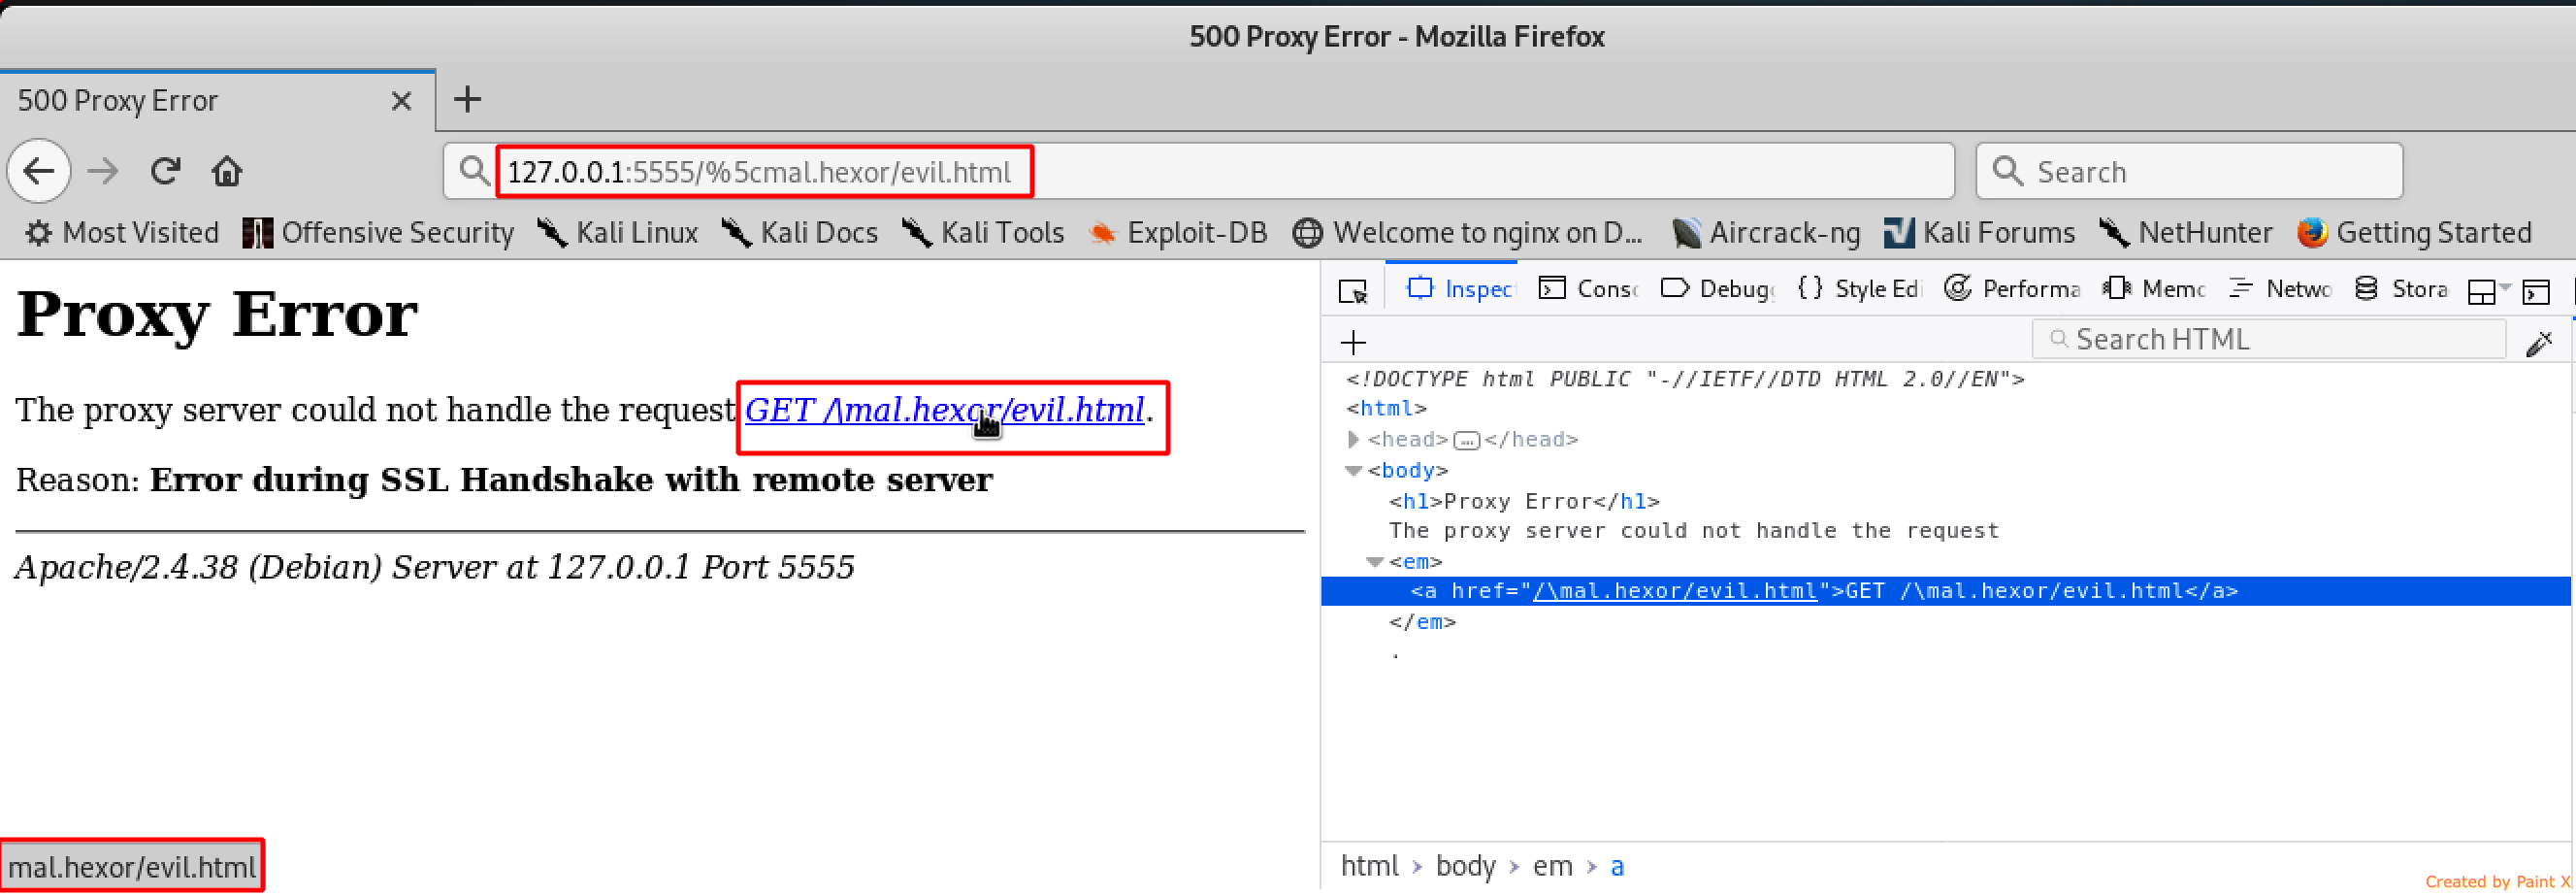 500 Proxy Error - Mozilla Firefox
500 Proxy Error
127.0.0.1:5555/%5cmal.hexor/evil.html
Search
Most Visited Offensive Security Kali Linux Kali Docs Kali Tools Exploit-DB Welcome to nginx on D... Aircrack-ng Kali Forums NetHunter Getting Started
Proxy Error
The proxy server could not handle the request GET /\mal.hexor/evil.html.
Reason: Error during SSL Handshake with remote server
Apache/2.4.38 (Debian) Server at 127.0.0.1 Port 5555
mal.hexor/evil.html
Inspec Conso Debug { } Style Edi Performa Memo Netwo Stora
+ Search HTML
<!DOCTYPE html PUBLIC "-//IETF//DTD HTML 2.0//EN">
<html>
<head>...</head>
<body>
<h1>Proxy Error</h1>
The proxy server could not handle the request
<em>
<a href="/\mal.hexor/evil.html">GET /\mal.hexor/evil.html</a>
</em>
.
html > body > em > a
Created by Paint X